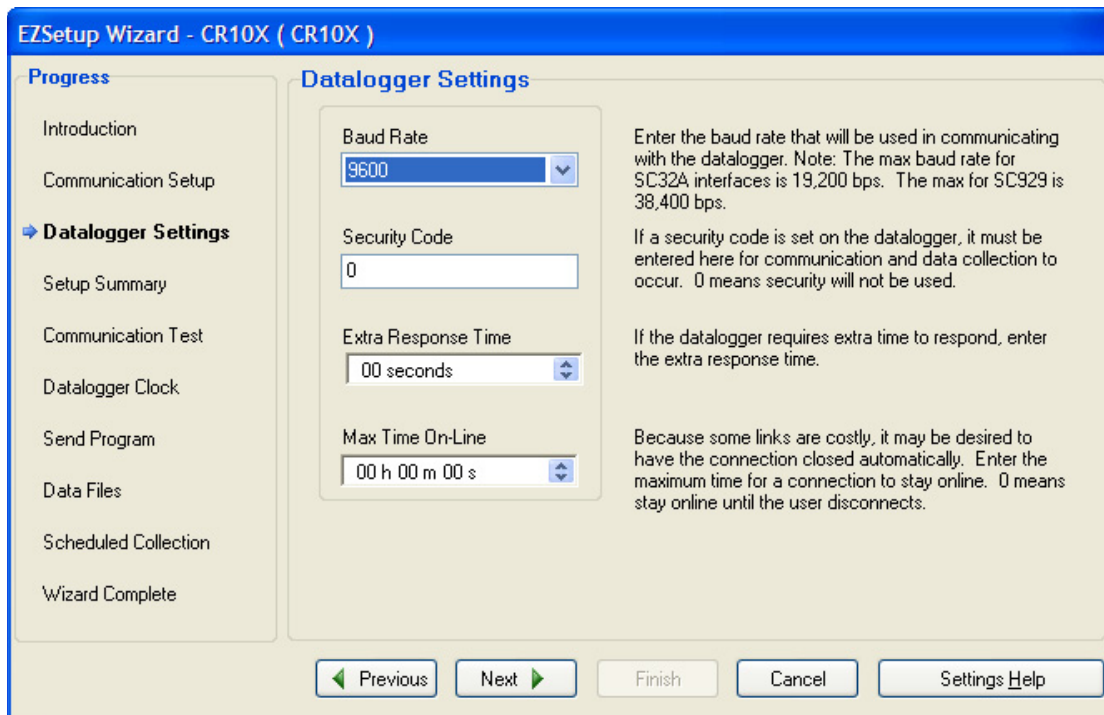 EZSetup Wizard - CR10X ( CR10X )
Progress
Introduction
Communication Setup
Datalogger Settings
Setup Summary
Communication Test
Datalogger Clock
Send Program
Data Files
Scheduled Collection
Wizard Complete
Datalogger Settings
Baud Rate
9600
Enter the baud rate that will be used in communicating
with the datalogger. Note: The max baud rate for
SC32A interfaces is 19,200 bps. The max for SC929 is
38,400 bps.
Security Code
0
If a security code is set on the datalogger, it must be
entered here for communication and data collection to
occur. 0 means security will not be used.
Extra Response Time
00 seconds
If the datalogger requires extra time to respond, enter
the extra response time.
Max Time On-Line
00 h 00 m 00 s
Because some links are costly, it may be desired to
have the connection closed automatically. Enter the
maximum time for a connection to stay online. 0 means
stay online until the user disconnects.
Previous
Next
Finish
Cancel
Settings Help